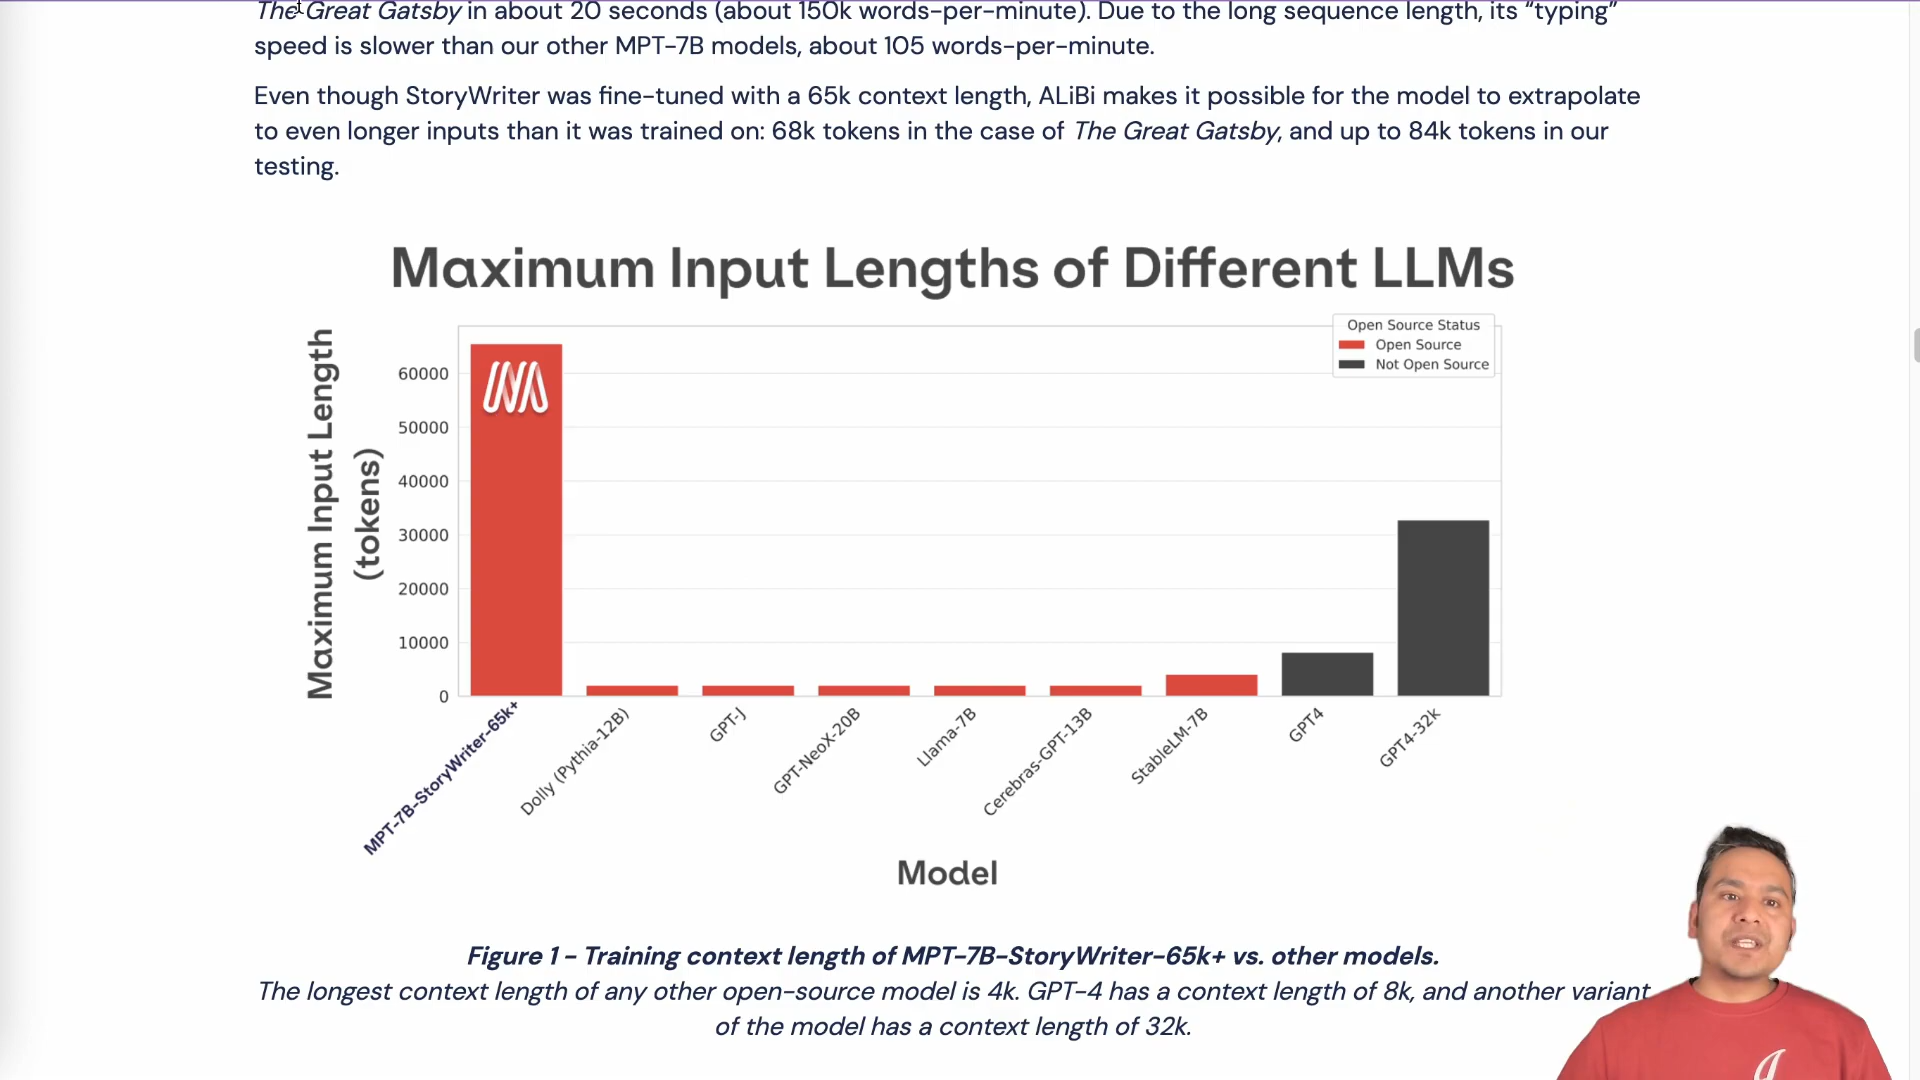 The Great Gatsby in about 20 seconds (about 150k words-per-minute). Due to the long sequence length, its “typing”
speed is slower than our other MPT-7B models, about 105 words-per-minute.
Even though StoryWriter was fine-tuned with a 65k context length, ALiBi makes it possible for the model to extrapolate
to even longer inputs than it was trained on: 68k tokens in the case of The Great Gatsby, and up to 84k tokens in our
testing.
Maximum Input Lengths of Different LLMs
Maximum Input Length
(tokens)
60000
50000
40000
30000
20000
10000
0
Open Source Status
Open Source
Not Open Source
MPT-7B-StoryWriter-65k+
Dolly (Pythia-12B)
GPT-J
GPT-NeoX-20B
Llama-7B
Cerebras-GPT-13B
StableLM-7B
GPT4
GPT4-32k
Model
Figure 1 - Training context length of MPT-7B-StoryWriter-65k+ vs. other models.
The longest context length of any other open-source model is 4k. GPT-4 has a context length of 8k, and another variant
of the model has a context length of 32k.